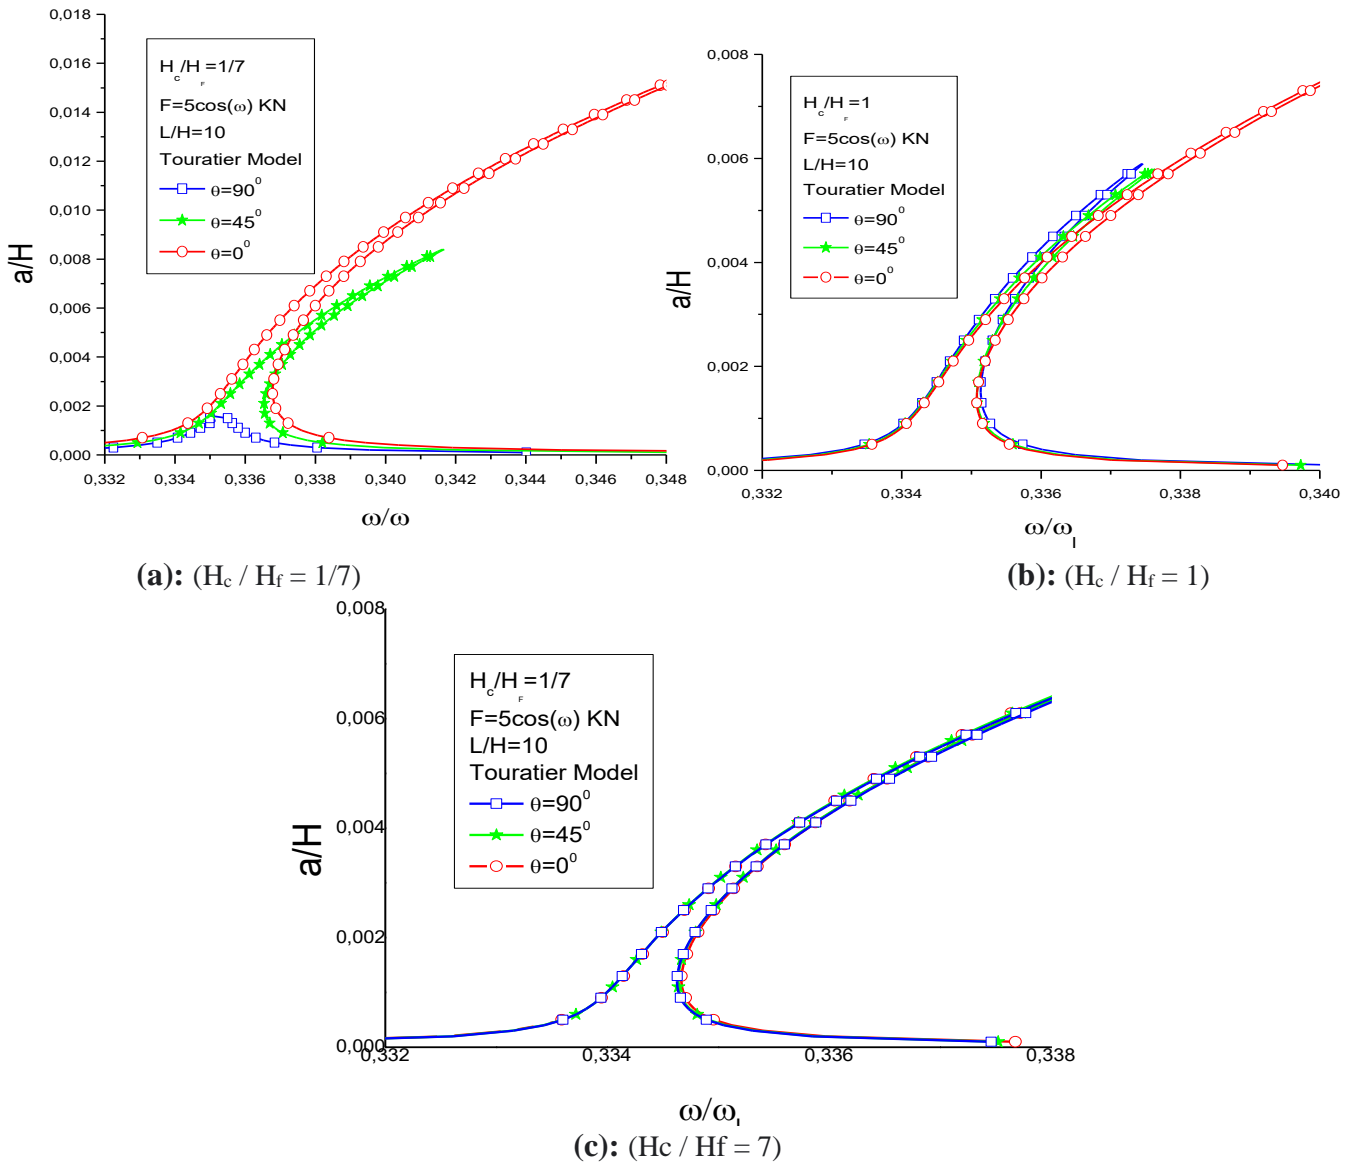 0,018
0,016
0,014
0,012
0,010
0,008
0,006
0,004
0,002
0,000
a/H
H_c/H_F=1/7
F=5cos(ω) KN
L/H=10
Touratier Model
θ=90⁰
θ=45⁰
θ=0⁰
0,332 0,334 0,336 0,338 0,340 0,342 0,344 0,346 0,348
ω/ω
(a): (H_c / H_f = 1/7)
0,008
0,006
0,004
0,002
0,000
a/H
H_c/H_F=1
F=5cos(ω) KN
L/H=10
Touratier Model
θ=90⁰
θ=45⁰
θ=0⁰
0,332 0,334 0,336 0,338 0,340
ω/ω_l
(b): (H_c / H_f = 1)
0,008
0,006
0,004
0,002
0,000
a/H
H_c/H_F=1/7
F=5cos(ω) KN
L/H=10
Touratier Model
θ=90⁰
θ=45⁰
θ=0⁰
0,332 0,334 0,336 0,338
ω/ω_l
(c): (Hc / Hf = 7)